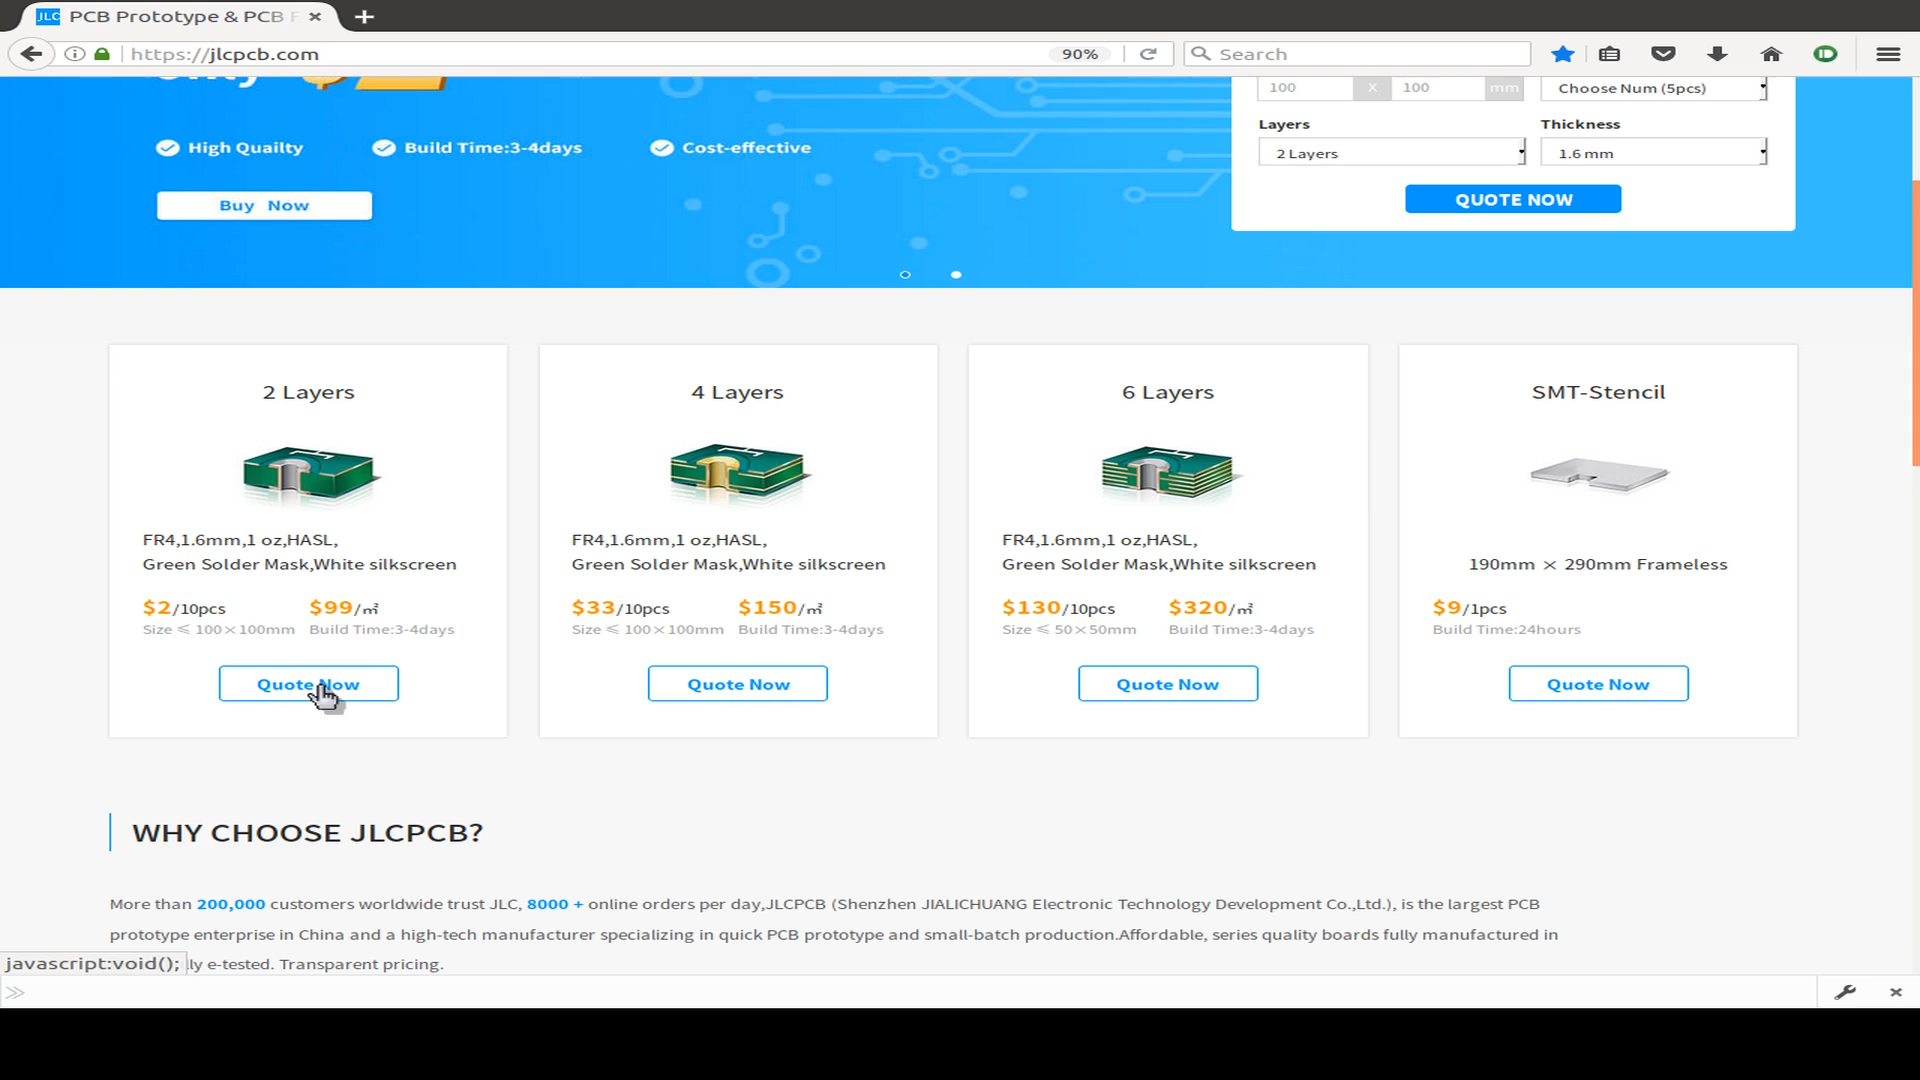 JLC PCB Prototype & PCB F
https://jlcpcb.com
90%
Search
100 X 100 mm
Choose Num (5pcs)
Layers
Thickness
2 Layers
1.6 mm
QUOTE NOW
High Quailty
Build Time:3-4days
Cost-effective
Buy Now
2 Layers
FR4,1.6mm,1 oz,HASL,
Green Solder Mask,White silkscreen
$2/10pcs
$99/㎡
Size ≤ 100×100mm
Build Time:3-4days
Quote Now
4 Layers
FR4,1.6mm,1 oz,HASL,
Green Solder Mask,White silkscreen
$33/10pcs
$150/㎡
Size ≤ 100×100mm
Build Time:3-4days
Quote Now
6 Layers
FR4,1.6mm,1 oz,HASL,
Green Solder Mask,White silkscreen
$130/10pcs
$320/㎡
Size ≤ 50×50mm
Build Time:3-4days
Quote Now
SMT-Stencil
190mm × 290mm Frameless
$9/1pcs
Build Time:24hours
Quote Now
WHY CHOOSE JLCPCB?
More than 200,000 customers worldwide trust JLC, 8000 + online orders per day,JLCPCB (Shenzhen JIALICHUANG Electronic Technology Development Co.,Ltd.), is the largest PCB
prototype enterprise in China and a high-tech manufacturer specializing in quick PCB prototype and small-batch production.Affordable, series quality boards fully manufactured in
ly e-tested. Transparent pricing.
javascript:void();